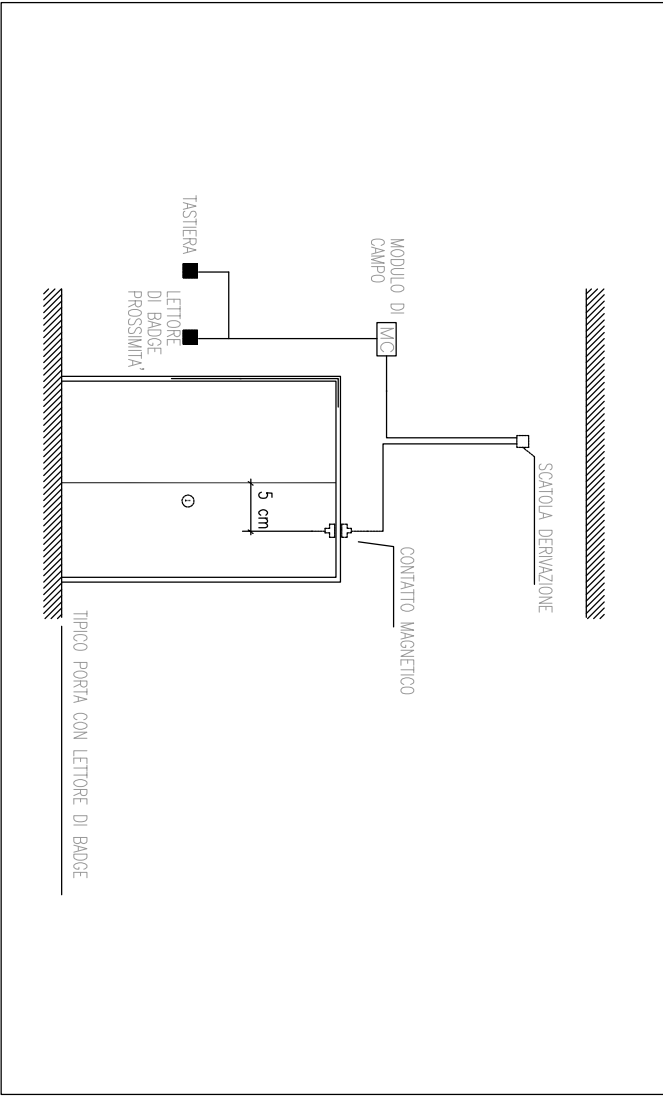 SCATOLA DERIVAZIONE
MODULO DI
CAMPO
MC
CONTATTO MAGNETICO
TASTIERA
LETTORE
DI BADGE
PROSSIMITA'
5 cm
TIPICO PORTA CON LETTORE DI BADGE